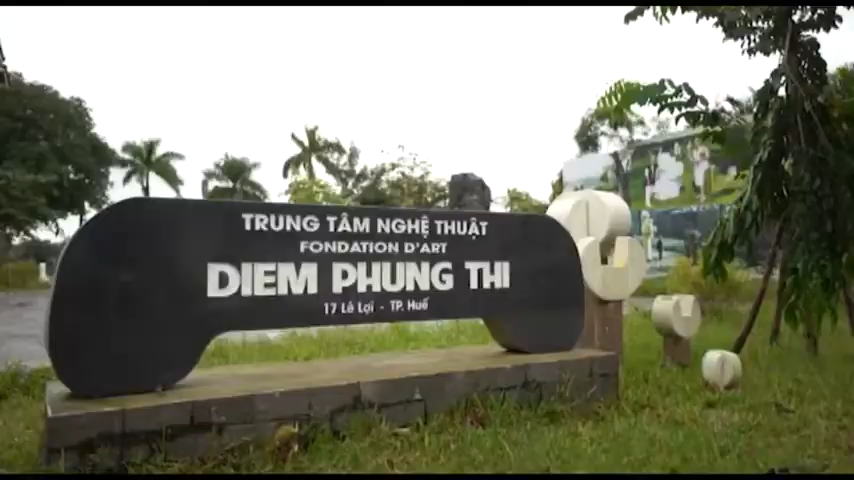 TRUNG TÂM NGHỆ THUẬT
FONDATION D'ART
DIEM PHUNG THI
17 Lê Lợi - TP. Huế